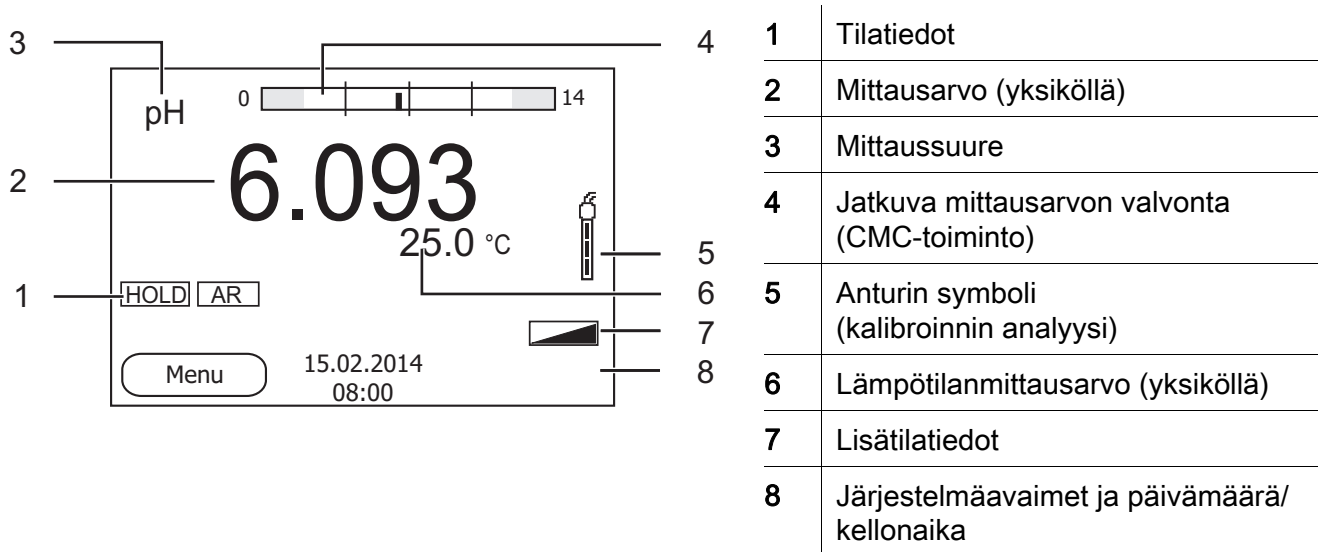 3
4
pH
0
14
2
6.093
25.0 °C
5
1
HOLD AR
6
7
Menu
15.02.2014
08:00
8
1 Tilatiedot
2 Mittausarvo (yksiköllä)
3 Mittaussuure
4 Jatkuva mittausarvon valvonta
(CMC-toiminto)
5 Anturin symboli
(kalibroinnin analyysi)
6 Lämpötilanmittausarvo (yksiköllä)
7 Lisätilatiedot
8 Järjestelmäavaimet ja päivämäärä/
kellonaika